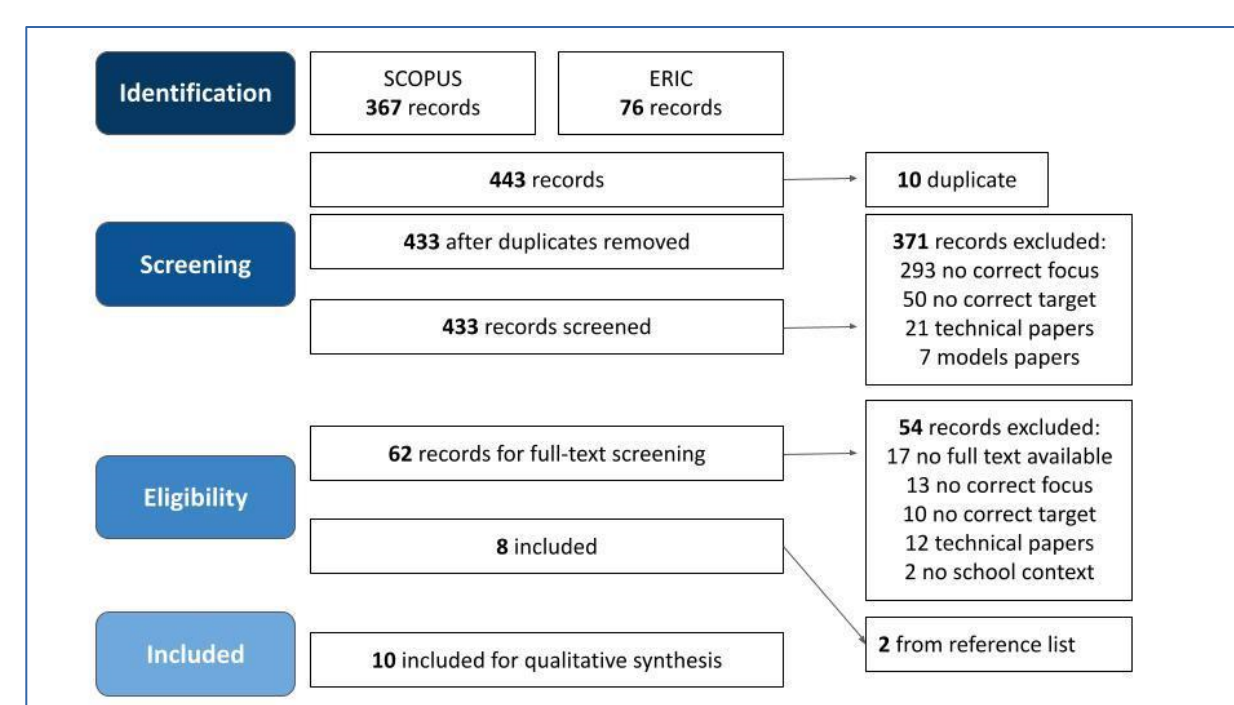 Identification
SCOPUS
367 records
ERIC
76 records
443 records
10 duplicate
Screening
433 after duplicates removed
433 records screened
371 records excluded:
293 no correct focus
50 no correct target
21 technical papers
7 models papers
Eligibility
62 records for full-text screening
54 records excluded:
17 no full text available
13 no correct focus
10 no correct target
12 technical papers
2 no school context
8 included
2 from reference list
Included
10 included for qualitative synthesis